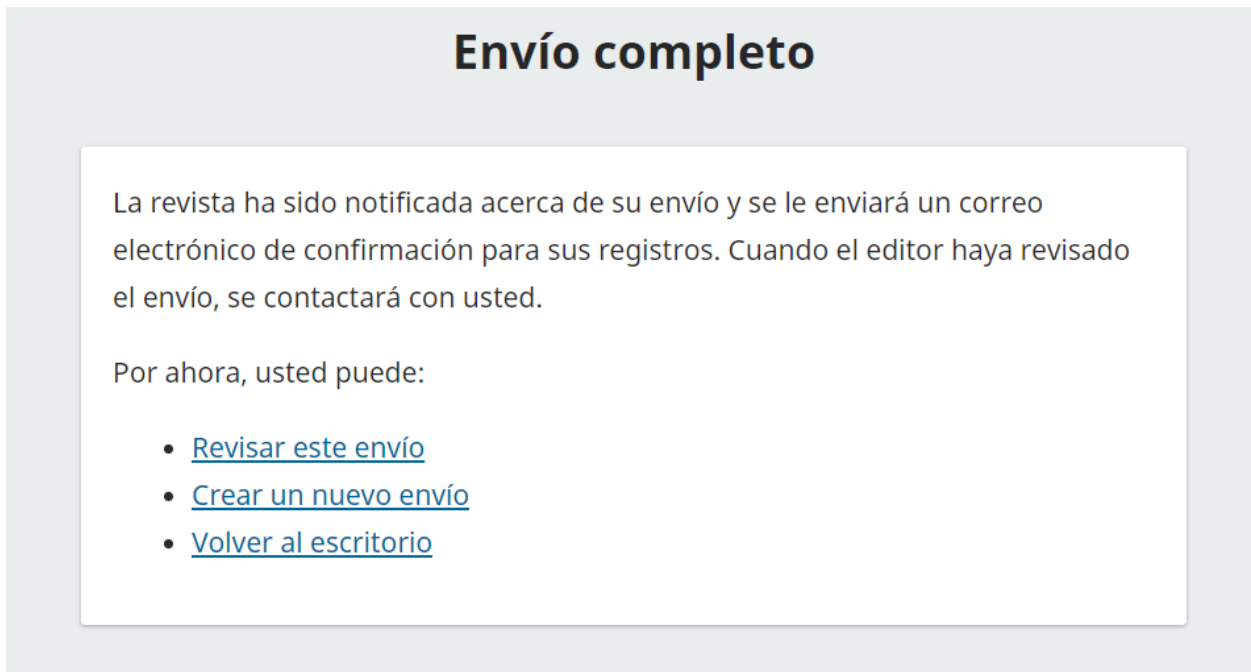 Envío completo
La revista ha sido notificada acerca de su envío y se le enviará un correo
electrónico de confirmación para sus registros. Cuando el editor haya revisado
el envío, se contactará con usted.
Por ahora, usted puede:
• Revisar este envío
• Crear un nuevo envío
• Volver al escritorio